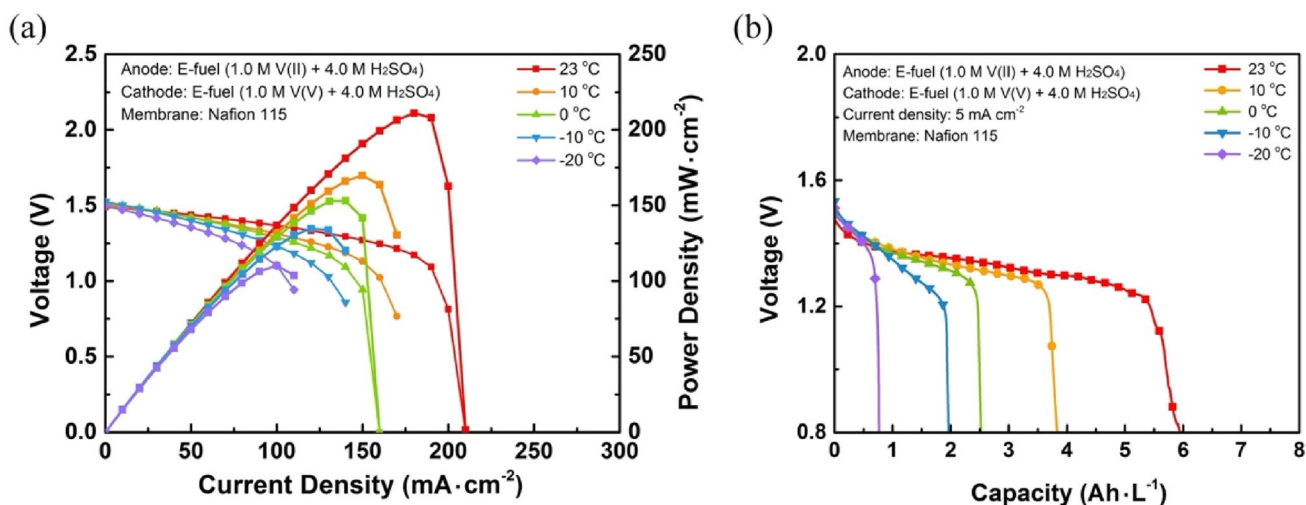 (a)
2.5
2.0
1.5
1.0
0.5
0.0
Voltage (V)
Anode: E-fuel (1.0 M V(II) + 4.0 M H₂SO₄)
Cathode: E-fuel (1.0 M V(V) + 4.0 M H₂SO₄)
Membrane: Nafion 115
23 °C
10 °C
0 °C
-10 °C
-20 °C
250
200
150
100
50
0
Power Density (mW·cm⁻²)
0 50 100 150 200 250 300 350 400
Current Density (mA·cm⁻²)
(b)
2.0
1.6
1.2
0.8
Voltage (V)
Anode: E-fuel (1.0 M V(II) + 4.0 M H₂SO₄)
Cathode: E-fuel (1.0 M V(V) + 4.0 M H₂SO₄)
Current density: 5 mA cm⁻²
Membrane: Nafion 115
23 °C
10 °C
0 °C
-10 °C
-20 °C
0 1 2 3 4 5 6 7 8
Capacity (Ah·L⁻¹)